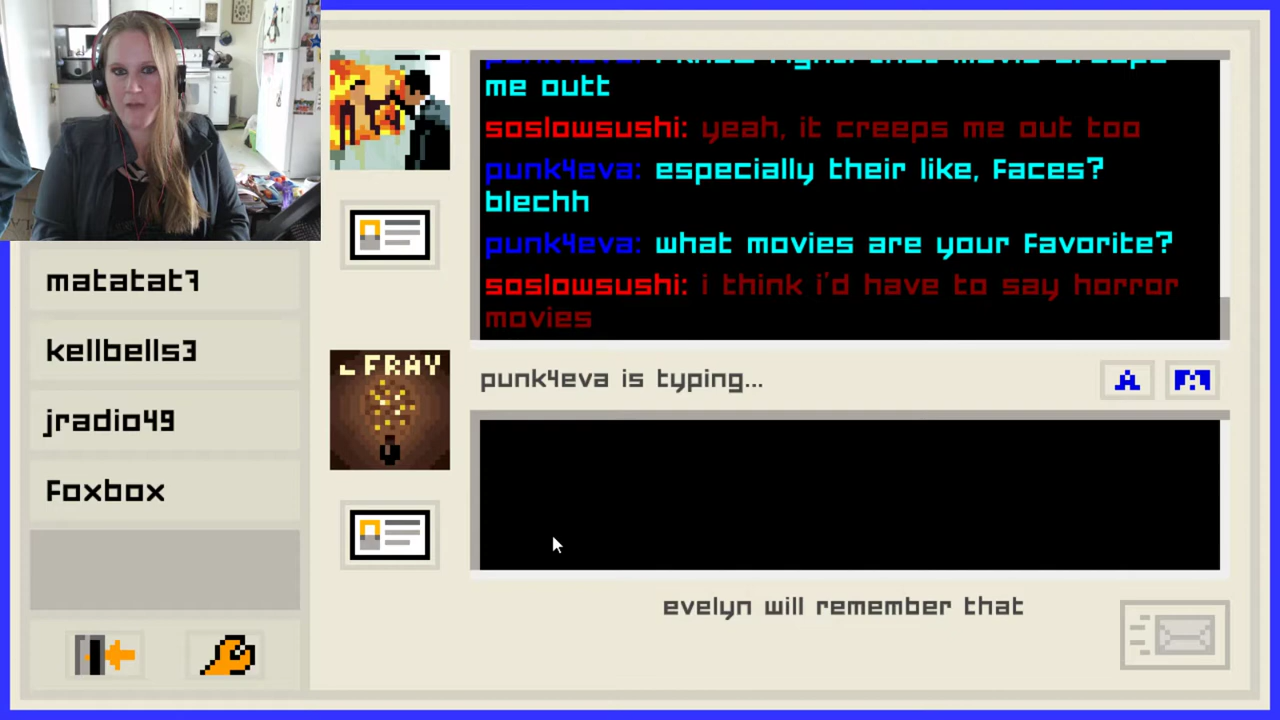 me outt
soslowsushi: yeah, it creeps me out too
punk4eva: especially their like, faces?
blechh
punk4eva: what movies are your favorite?
soslowsushi: i think i'd have to say horror
movies
FRAY
punk4eva is typing...
A
matatat7
kellbells3
jradio49
foxbox
evelyn will remember that